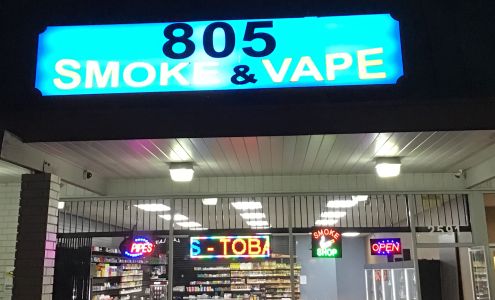 805
SMOKE & VAPE
PIPES
S - TOBA
SMOKE
SHOP
OPEN